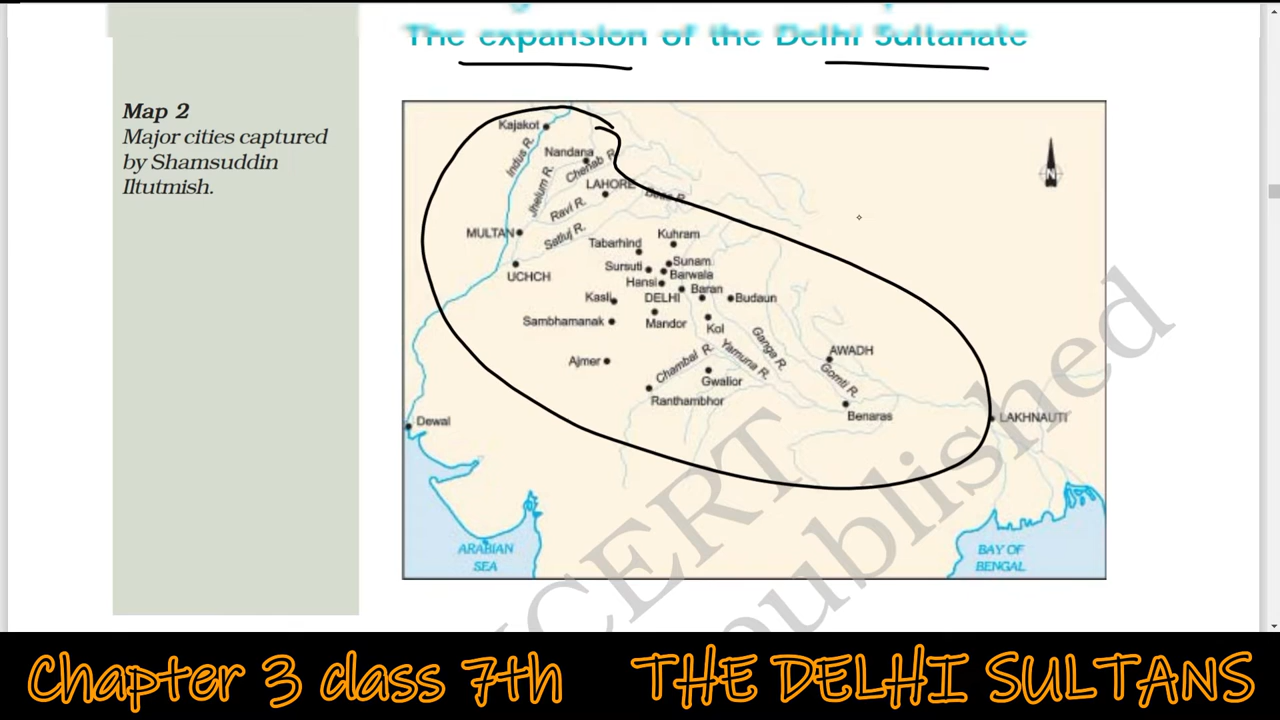 The expansion of the Delhi Sultanate
Map 2
Major cities captured
by Shamsuddin
Iltutmish.
Kajakot
Indus R.
Nandana
Chenab R.
Jhelum R.
LAHORE
Beas R.
Ravi R.
MULTAN
Satluj R.
Kuhram
Tabarhind
UCHCH
Sursuti
Sunam
Barwala
Hansi
Baran
Kasli
DELHI
Budaun
Sambhamanak
Mandor
Kol
Ajmer
Chambal R.
Yamuna R.
Ganga R.
AWADH
Gomti R.
Gwalior
Ranthambhor
Benaras
LAKHNAUTI
Dewal
N
ARABIAN
SEA
BAY OF
BENGAL
NCERT
published
Chapter 3 class 7th THE DELHI SULTANS